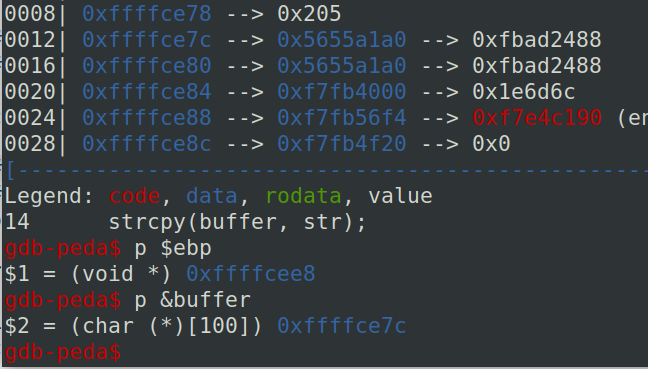 0008| 0xffffce78 --> 0x205
0012| 0xffffce7c --> 0x5655a1a0 --> 0xfbad2488
0016| 0xffffce80 --> 0x5655a1a0 --> 0xfbad2488
0020| 0xffffce84 --> 0xf7fb4000 --> 0x1e6d6c
0024| 0xffffce88 --> 0xf7fb56f4 --> 0xf7e4c190 (en
0028| 0xffffce8c --> 0xf7fb4f20 --> 0x0
[------------------------------------------------
Legend: code, data, rodata, value
14      strcpy(buffer, str);
gdb-peda$ p $ebp
$1 = (void *) 0xffffcee8
gdb-peda$ p &buffer
$2 = (char (*)[100]) 0xffffce7c
gdb-peda$